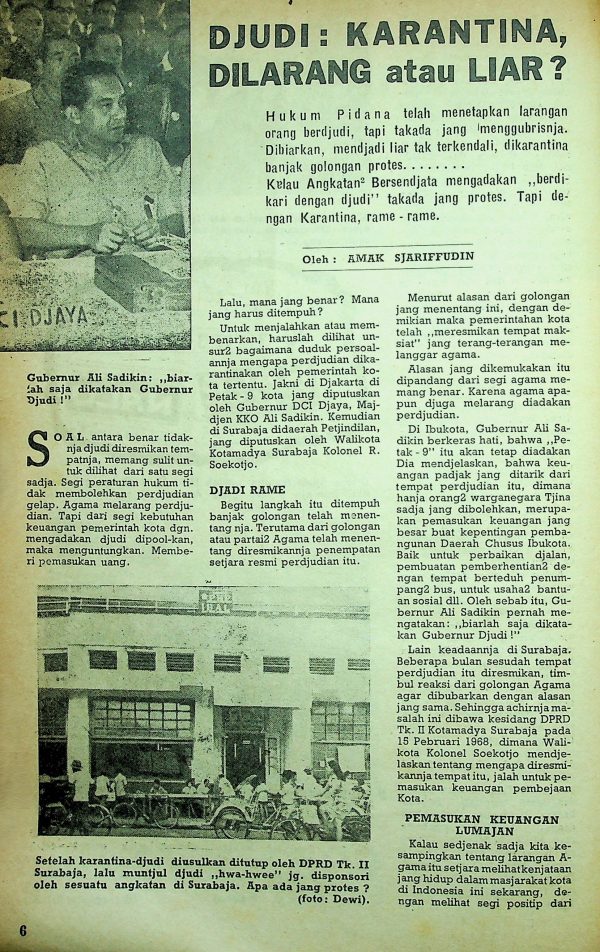 DJUDI : KARANTINA,
DILARANG atau LIAR ?
Hukum Pidana telah menetapkan larangan
orang berdjudi, tapi takada jang menggubrisnja.
Dibiarkan, mendjadi liar tak terkendali, dikarantina
banjak golongan protes. . . . . . . .
Kelau Angkatan² Bersendjata mengadakan ,,berdi-
kari dengan djudi" takada jang protes. Tapi de-
ngan Karantina, rame - rame.
Oleh : AMAK SJARIFFUDIN
CI DJAYA
Gubernur Ali Sadikin: ,,biar-
lah saja dikatakan Gubernur
Djudi !"
SOAL antara benar tidak-
nja djudi diresmikan tem-
patnja, memang sulit un-
tuk dilihat dari satu segi
sadja. Segi peraturan hukum ti-
dak membolehkan perdjudian
gelap. Agama melarang perdju-
dian. Tapi dari segi kebutuhan
keuangan pemerintah kota dgn.
mengadakan djudi dipool-kan,
maka menguntungkan. Membe-
ri pemasukan uang.
Lalu, mana jang benar? Mana
jang harus ditempuh?
Untuk menjalahkan atau mem-
benarkan, haruslah dilihat un-
sur2 bagaimana duduk persoal-
annja mengapa perdjudian dika-
rantinakan oleh pemerintah ko-
ta tertentu. Jakni di Djakarta di
Petak - 9 kota jang diputuskan
oleh Gubernur DCI Djaya, Maj-
djen KKO Ali Sadikin. Kemudian
di Surabaja didaerah Petjindilan,
jang diputuskan oleh Walikota
Kotamadya Surabaja Kolonel R.
Soekotjo.
DJADI RAME
Begitu langkah itu ditempuh
banjak golongan telah menen-
tang nja. Terutama dari golongan
atau partai2 Agama telah menen-
tang diresmikannja penempatan
setjara resmi perdjudian itu.
Menurut alasan dari golongan
jang menentang ini, dengan de-
mikian maka pemerintahan kota
telah ,,meresmikan tempat mak-
siat" jang terang-terangan me-
langgar agama.
Alasan jang dikemukakan itu
dipandang dari segi agama me-
mang benar. Karena agama apa-
pun djuga melarang diadakan
perdjudian.
Di Ibukota, Gubernur Ali Sa-
dikin berkeras hati, bahwa ,,Pe-
tak - 9" itu akan tetap diadakan
Dia mendjelaskan, bahwa keu-
angan padjak jang ditarik dari
tempat perdjudian itu, dimana
hanja orang2 warganegara Tjina
sadja jang dibolehkan, merupa-
kan pemasukan keuangan jang
besar buat kepentingan pemba-
ngunan Daerah Chusus Ibukota.
Baik untuk perbaikan djalan,
pembuatan pemberhentian2 de-
ngan tempat berteduh penum-
pang2 bus, untuk usaha2 bantu-
an sosial dll. Oleh sebab itu, Gu-
bernur Ali Sadikin pernah me-
ngatakan: ,,biarlah saja dikata-
kan Gubernur Djudi !"
Lain keadaannja di Surabaja.
Beberapa bulan sesudah tempat
perdjudian itu diresmikan, tim-
bul reaksi dari golongan Agama
agar dibubarkan dengan alasan
jang sama. Sehingga achirnja ma-
salah ini dibawa kesidang DPRD
Tk. II Kotamadya Surabaja pada
15 Pebruari 1968, dimana Wali-
kota Kolonel Soekotjo mendje-
laskan tentang mengapa diresmi-
kannja tempat itu, jalah untuk pe-
masukan keuangan pembejaan
Kota.
PEMASUKAN KEUANGAN
LUMAJAN
Kalau sedjenak sadja kita ke-
sampingkan tentang larangan A-
gama itu setjara melihat kenjataan
jang hidup dalam masjarakat kota
di Indonesia ini sekarang, de-
ngan melihat segi positip dari
Setelah karantina-djudi diusulkan ditutup oleh DPRD Tk. II
Surabaja, lalu muntjul djudi ,,hwa-hwee" jg. disponsori
oleh sesuatu angkatan di Surabaja. Apa ada jang protes ?
(foto: Dewi).
6